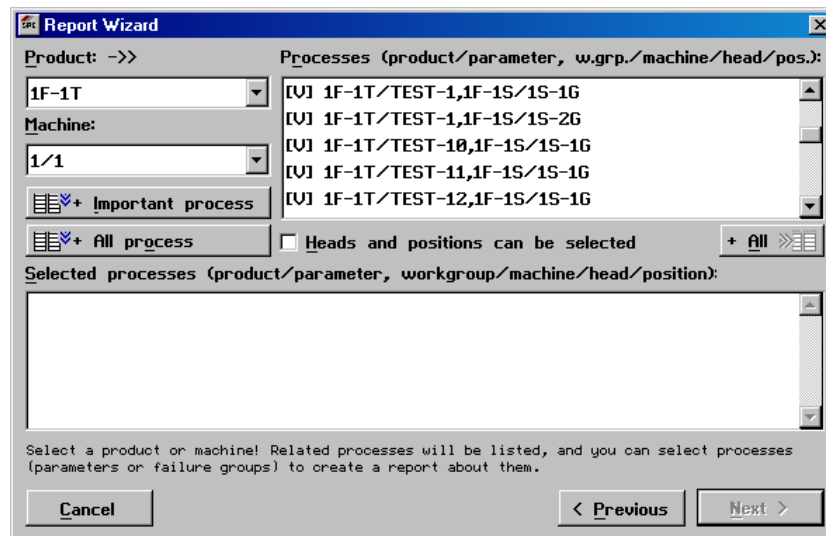 SPC Report Wizard
Product: ->> Processes (product/parameter, w.grp./machine/head/pos.):
1F-1T
[V] 1F-1T/TEST-1,1F-1S/1S-1G
[V] 1F-1T/TEST-1,1F-1S/1S-2G
Machine:
[V] 1F-1T/TEST-10,1F-1S/1S-1G
1/1
[V] 1F-1T/TEST-11,1F-1S/1S-1G
[V] 1F-1T/TEST-12,1F-1S/1S-1G
+ Important process
+ All process
Heads and positions can be selected
+ All
Selected processes (product/parameter, workgroup/machine/head/position):
Select a product or machine! Related processes will be listed, and you can select processes
(parameters or failure groups) to create a report about them.
Cancel < Previous Next >